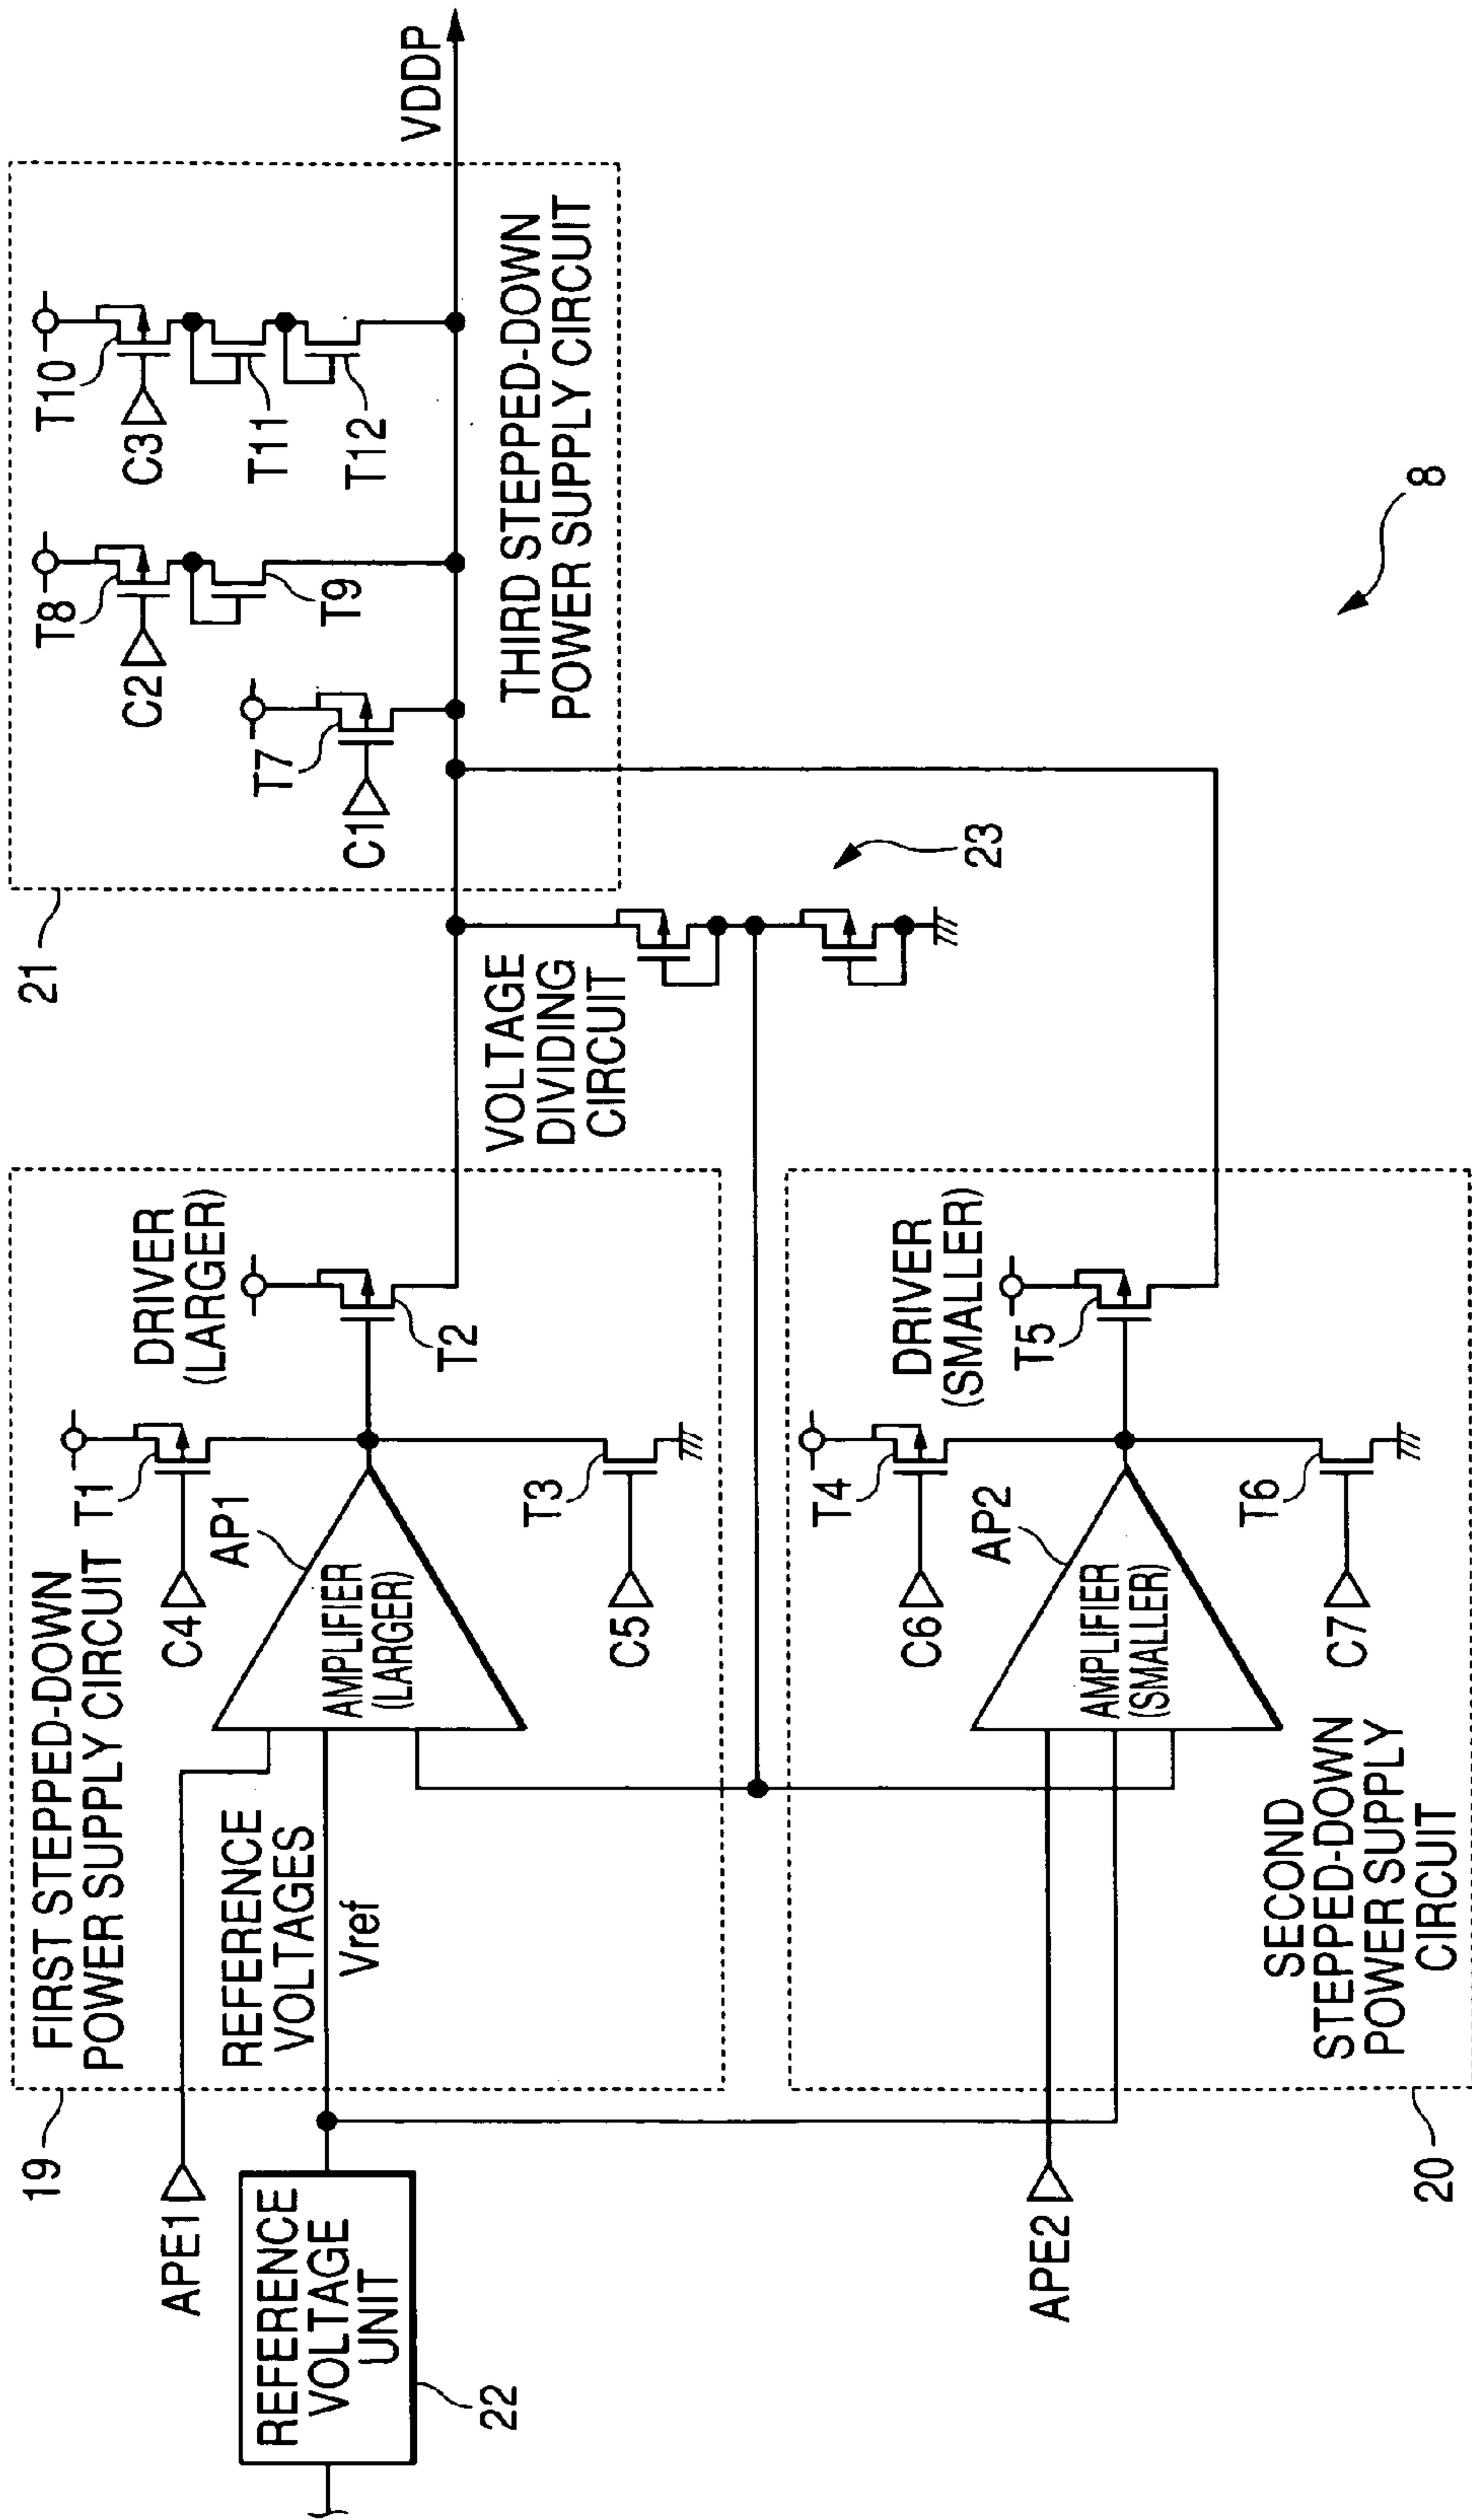 FIRST STEPPED-DOWN
POWER SUPPLY CIRCUIT
19
APE1
REFERENCE
VOLTAGE
UNIT
22
REFERENCE
VOLTAGES
Vref
C4
T1
AP1
AMPLIFIER
(LARGER)
C5
T3
DRIVER
(LARGER)
T2
VOLTAGE
DIVIDING
CIRCUIT
23
21
C1
T7
C2
T8
T9
C3
T10
T11
T12
THIRD STEPPED-DOWN
POWER SUPPLY CIRCUIT
VDDP
8
APE2
20
SECOND
STEPPED-DOWN
POWER SUPPLY
CIRCUIT
C6
T4
AP2
AMPLIFIER
(SMALLER)
C7
T6
DRIVER
(SMALLER)
T5